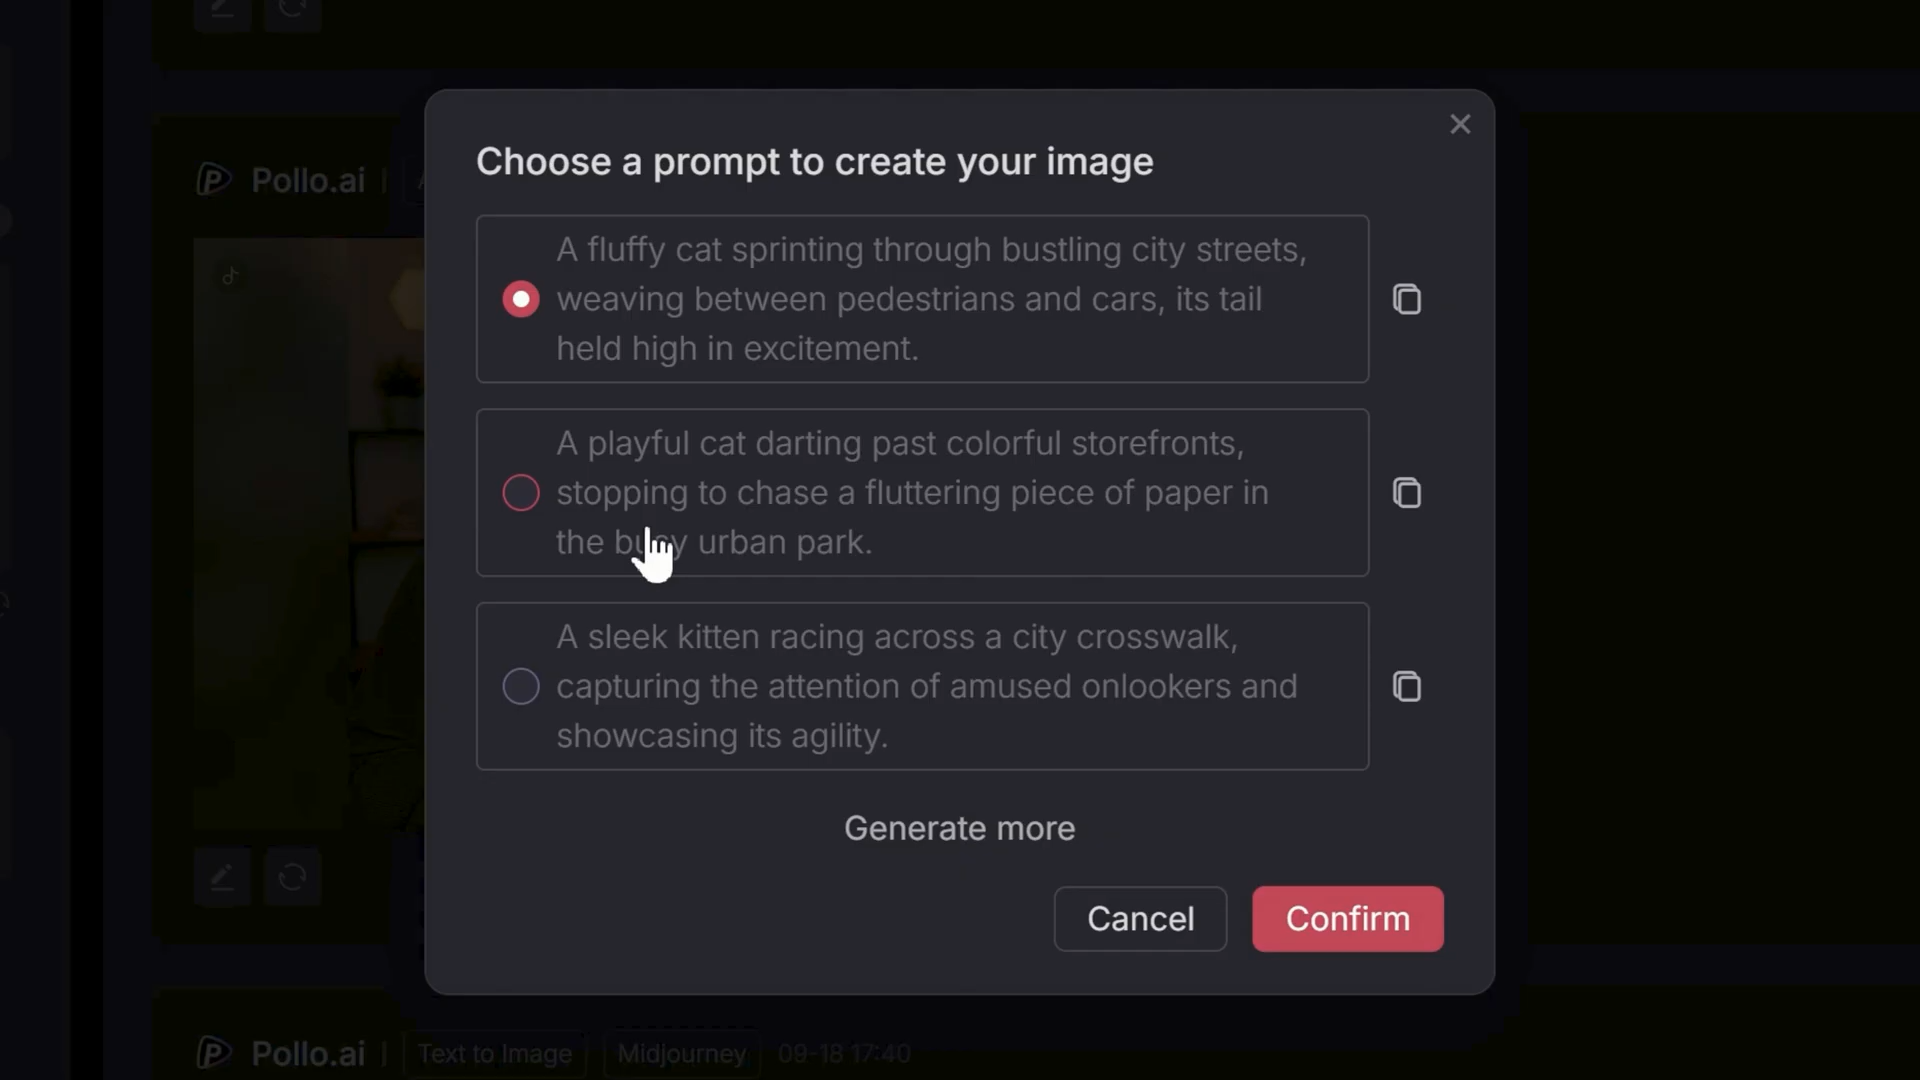 Pollo.ai
Choose a prompt to create your image
A fluffy cat sprinting through bustling city streets,
weaving between pedestrians and cars, its tail
held high in excitement.
A playful cat darting past colorful storefronts,
stopping to chase a fluttering piece of paper in
the busy urban park.
A sleek kitten racing across a city crosswalk,
capturing the attention of amused onlookers and
showcasing its agility.
Generate more
Cancel
Confirm
Pollo.ai | Text to Image Midjourney 09-18 17:40